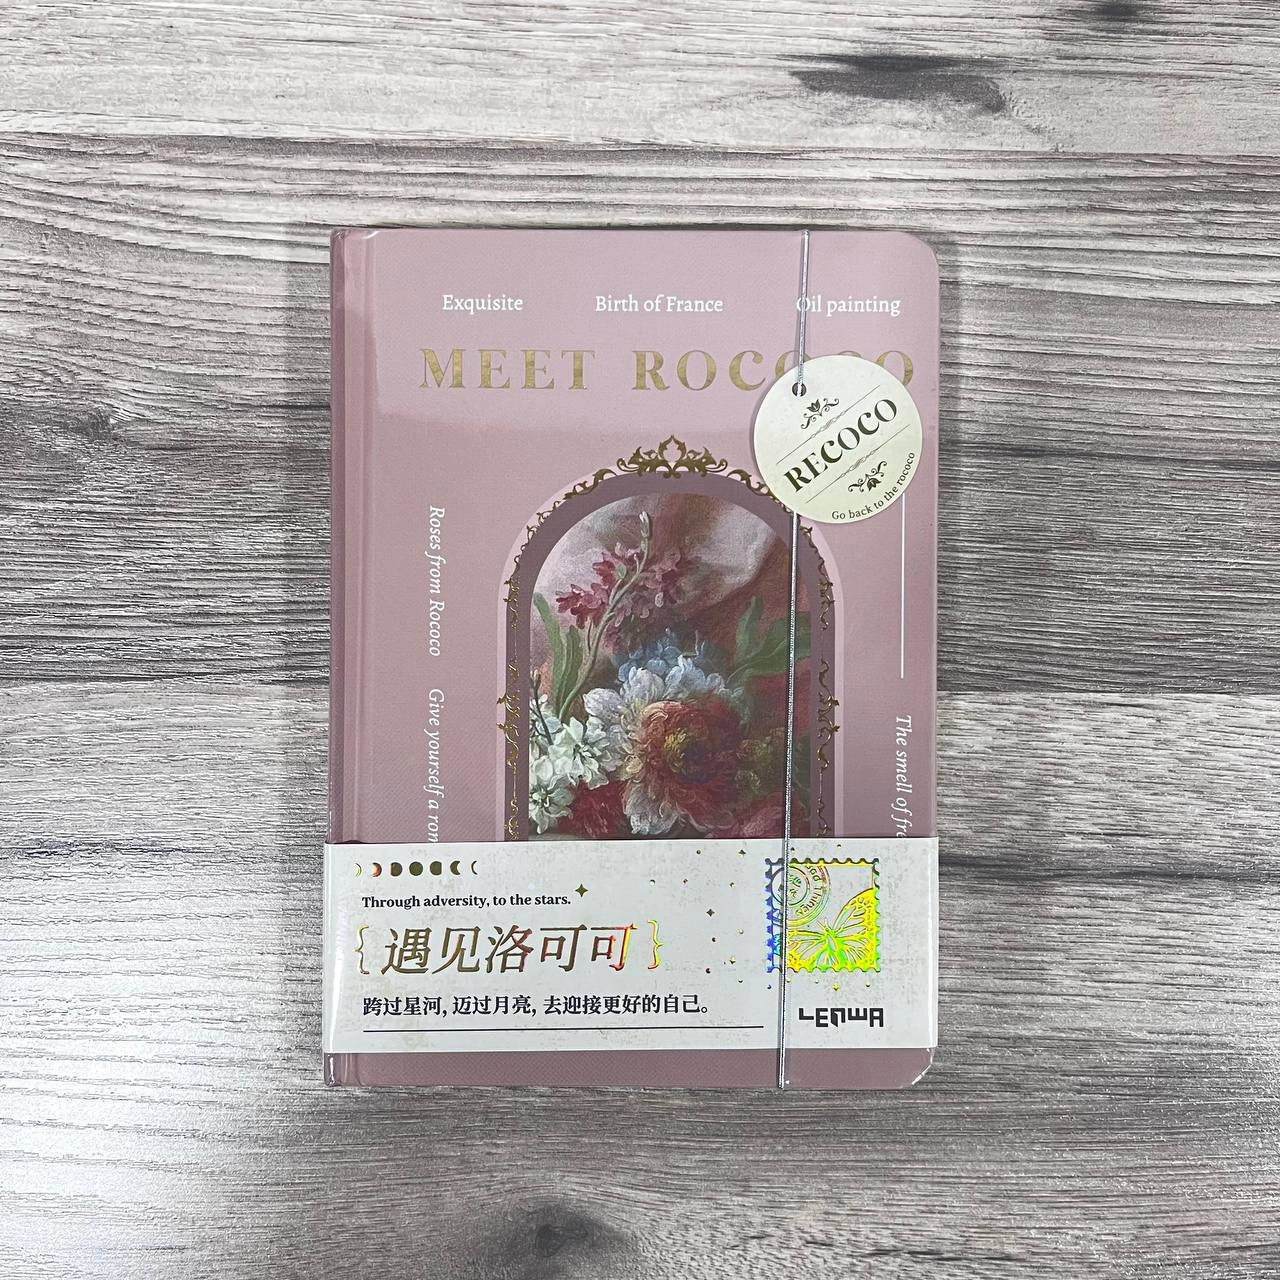 Exquisite Birth of France Oil painting
MEET ROCOCO
RECOCO
Go back to the rococo
Roses from Rococo Give yourself a
The smell of
Through adversity, to the stars.
{ 遇见洛可可 }
跨过星河, 迈过月亮, 去迎接更好的自己。
LENWA